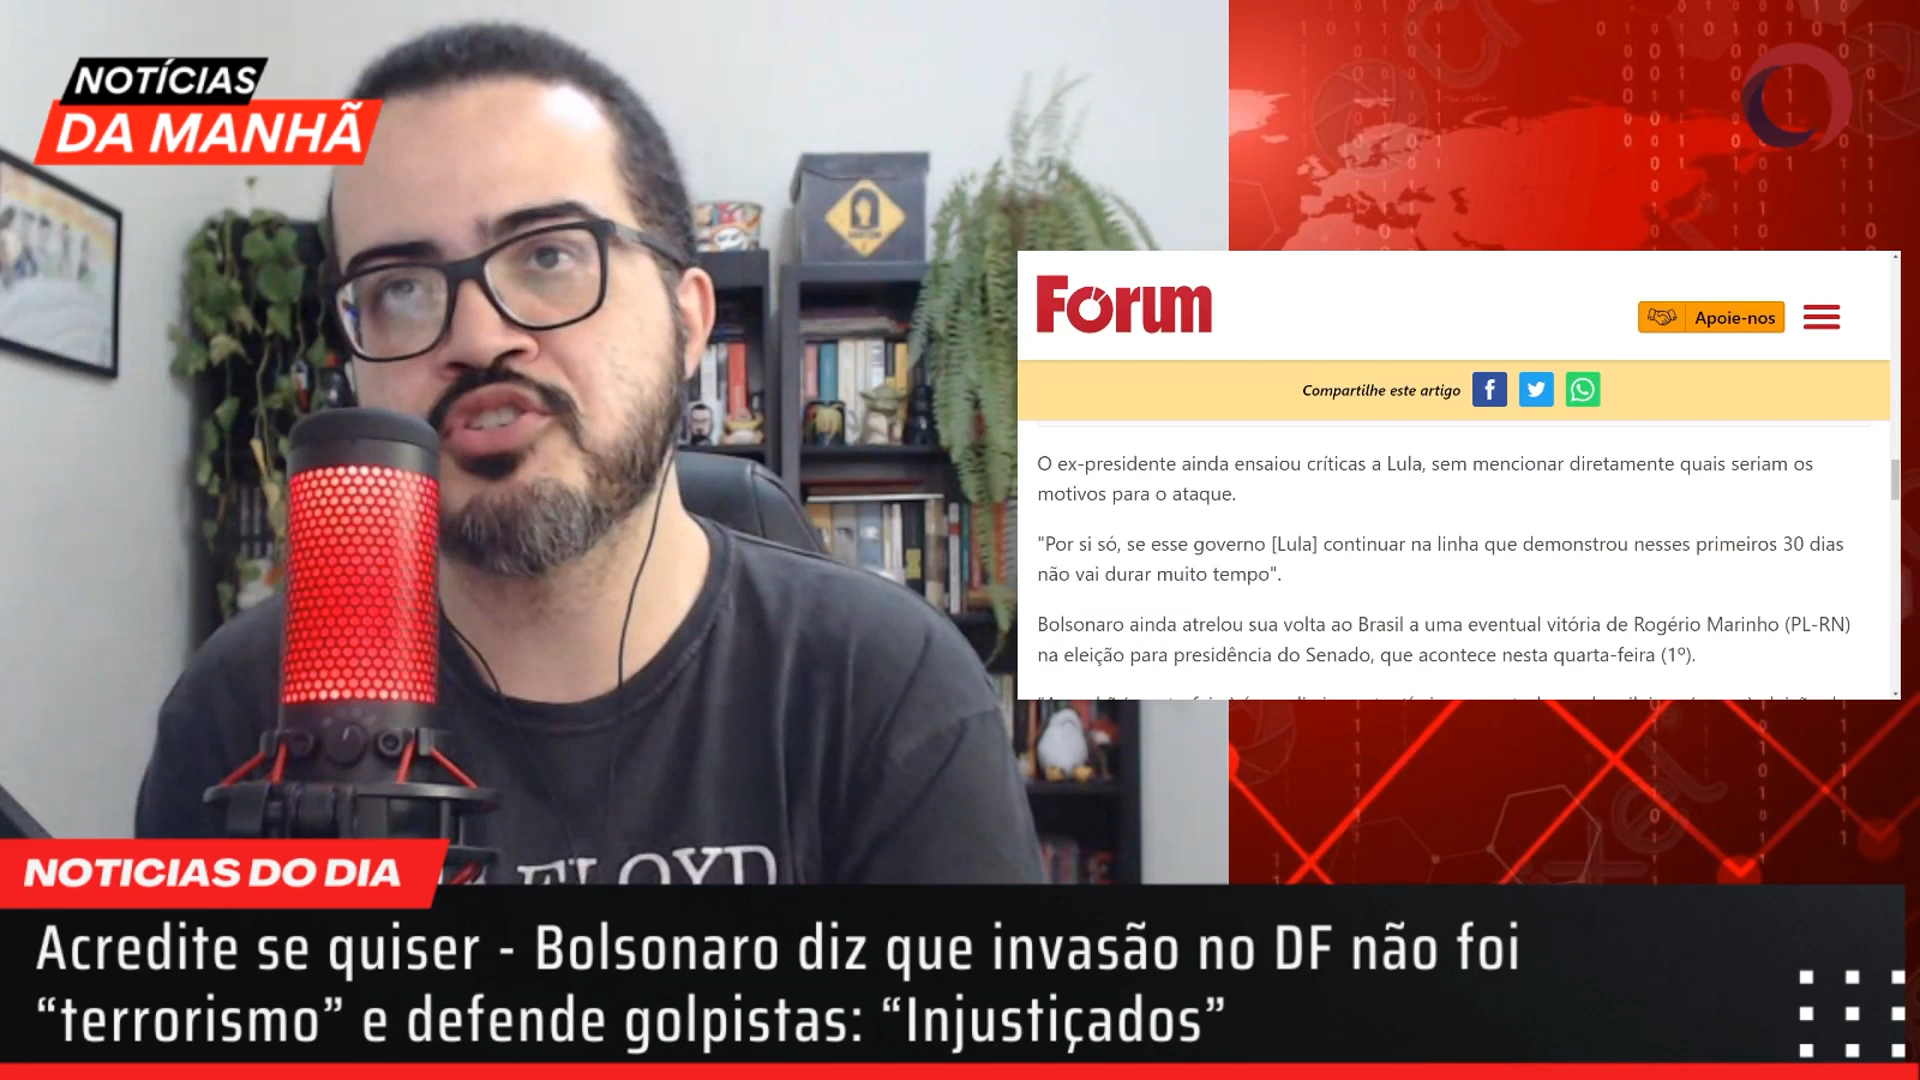 NOTÍCIAS
DA MANHÃ
Fórum
Apoie-nos
Compartilhe este artigo
O ex-presidente ainda ensaiou críticas a Lula, sem mencionar diretamente quais seriam os
motivos para o ataque.
"Por si só, se esse governo [Lula] continuar na linha que demonstrou nesses primeiros 30 dias
não vai durar muito tempo".
Bolsonaro ainda atrelou sua volta ao Brasil a uma eventual vitória de Rogério Marinho (PL-RN)
na eleição para presidência do Senado, que acontece nesta quarta-feira (1º).
FLOYD
NOTICIAS DO DIA
Acredite se quiser - Bolsonaro diz que invasão no DF não foi
“terrorismo” e defende golpistas: “Injustiçados”